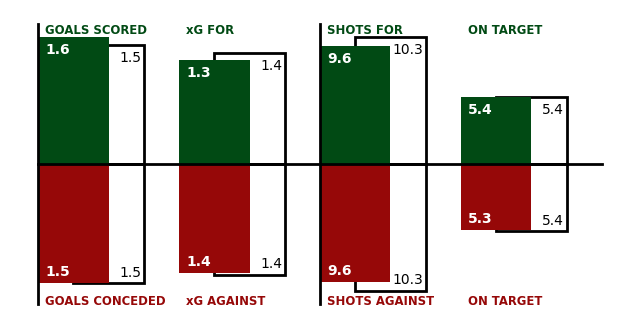 GOALS SCORED xG FOR SHOTS FOR ON TARGET
1.6 1.5 1.3 1.4 9.6 10.3 5.4 5.4
1.5 1.5 1.4 1.4 9.6 10.3 5.3 5.4
GOALS CONCEDED xG AGAINST SHOTS AGAINST ON TARGET